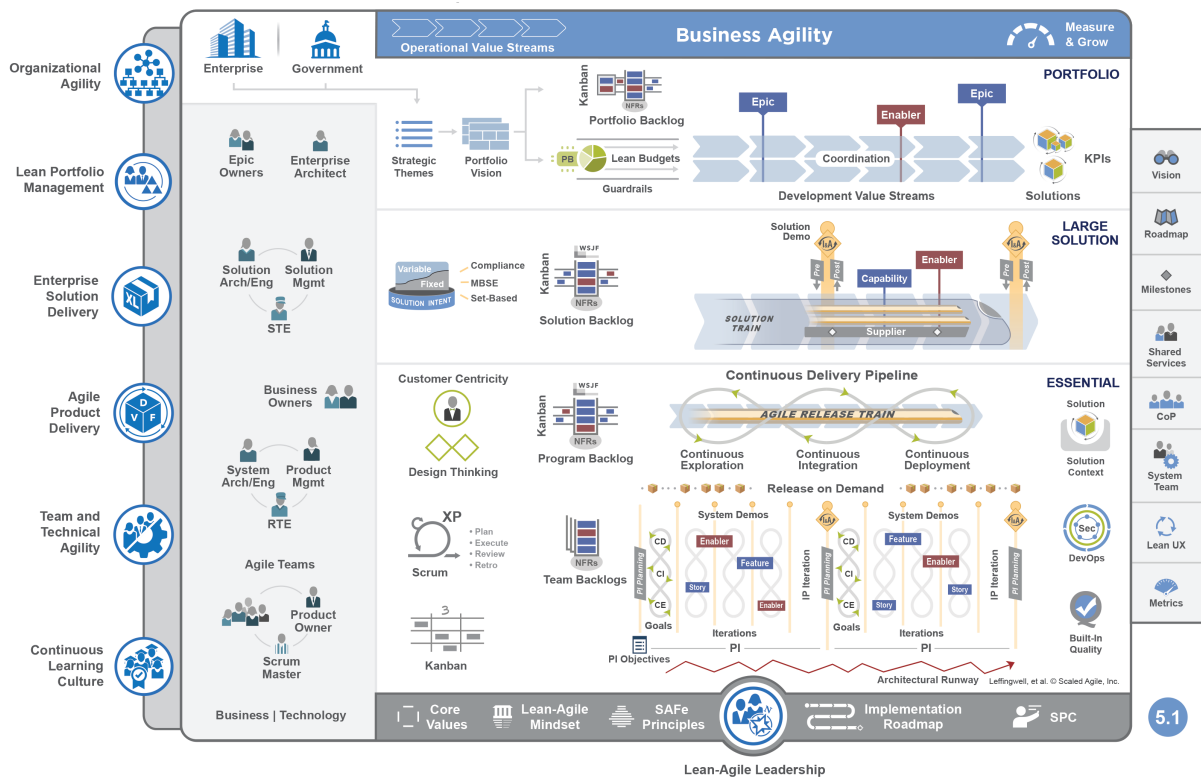 Organizational
Agility
Lean Portfolio
Management
Enterprise
Solution
Delivery
Agile
Product
Delivery
Team and
Technical
Agility
Continuous
Learning
Culture
XL
D
V
F
Enterprise
Government
Operational Value Streams
Business Agility
Measure
& Grow
Epic
Owners
Enterprise
Architect
Strategic
Themes
Portfolio
Vision
Kanban
NFRs
Portfolio Backlog
PB
Lean Budgets
Guardrails
PORTFOLIO
Epic
Enabler
Epic
Coordination
Development Value Streams
KPIs
Solutions
Solution
Arch/Eng
Solution
Mgmt
STE
Variable
Fixed
SOLUTION INTENT
Compliance
MBSE
Set-Based
WSJF
Kanban
NFRs
Solution Backlog
LARGE
SOLUTION
Solution
Demo
I&A
I&A
Pre
Post
Pre
Post
Capability
Enabler
SOLUTION
TRAIN
Supplier
Business
Owners
System
Arch/Eng
Product
Mgmt
RTE
Agile Teams
Product
Owner
Scrum
Master
Business | Technology
Customer Centricity
Design Thinking
XP
Scrum
• Plan
• Execute
• Review
• Retro
3
Kanban
WSJF
Kanban
NFRs
Program Backlog
NFRs
Team Backlogs
Continuous Delivery Pipeline
ESSENTIAL
AGILE RELEASE TRAIN
Continuous
Exploration
Continuous
Integration
Continuous
Deployment
Release on Demand
System Demos
System Demos
I&A
I&A
PI Planning
CD
CI
CE
Goals
Enabler
Feature
Story
Enabler
Iterations
IP Iteration
PI Planning
CD
CI
CE
Goals
Feature
Enabler
Story
Story
Iterations
IP Iteration
PI Planning
PI Objectives
PI
PI
Architectural Runway
Leffingwell, et al. © Scaled Agile, Inc.
Solution
Solution
Context
Sec
DevOps
Built-In
Quality
Vision
Roadmap
Milestones
Shared
Services
CoP
System
Team
Lean UX
Metrics
Core
Values
Lean-Agile
Mindset
SAFe
Principles
Implementation
Roadmap
SPC
5.1
Lean-Agile Leadership